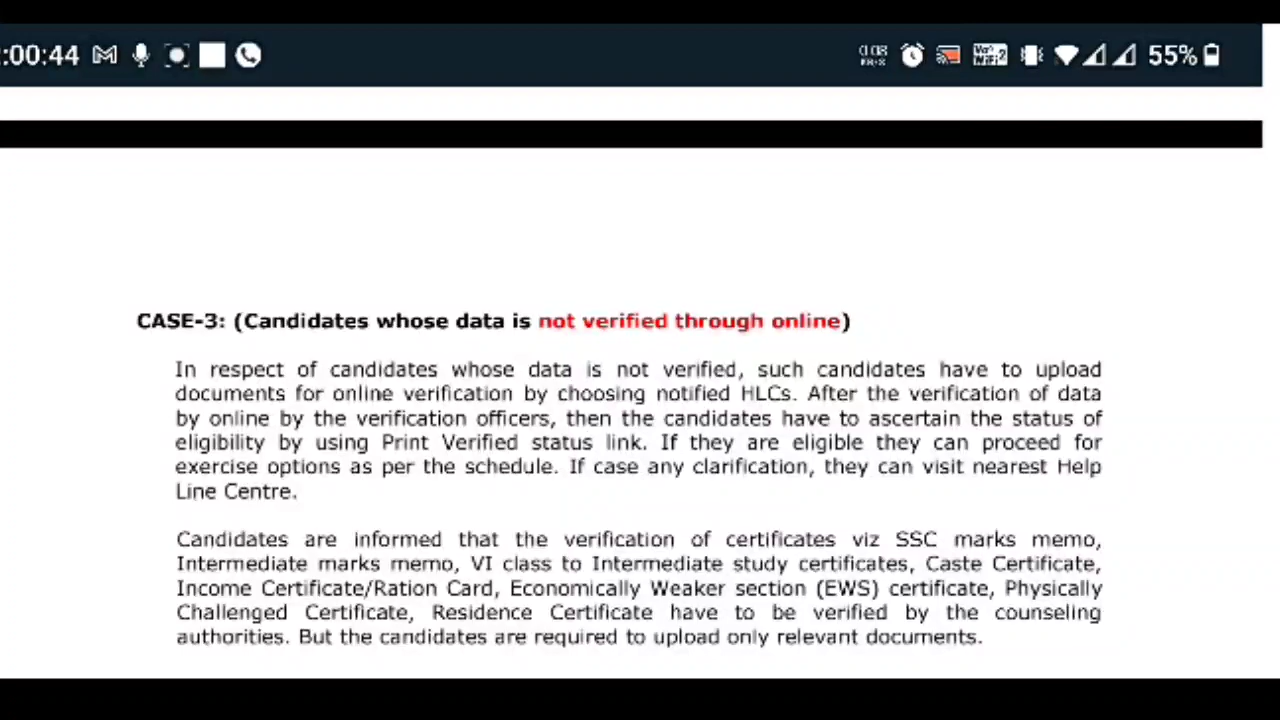 :00:44 55%
CASE-3: (Candidates whose data is not verified through online)
In respect of candidates whose data is not verified, such candidates have to upload
documents for online verification by choosing notified HLCs. After the verification of data
by online by the verification officers, then the candidates have to ascertain the status of
eligibility by using Print Verified status link. If they are eligible they can proceed for
exercise options as per the schedule. If case any clarification, they can visit nearest Help
Line Centre.
Candidates are informed that the verification of certificates viz SSC marks memo,
Intermediate marks memo, VI class to Intermediate study certificates, Caste Certificate,
Income Certificate/Ration Card, Economically Weaker section (EWS) certificate, Physically
Challenged Certificate, Residence Certificate have to be verified by the counseling
authorities. But the candidates are required to upload only relevant documents.